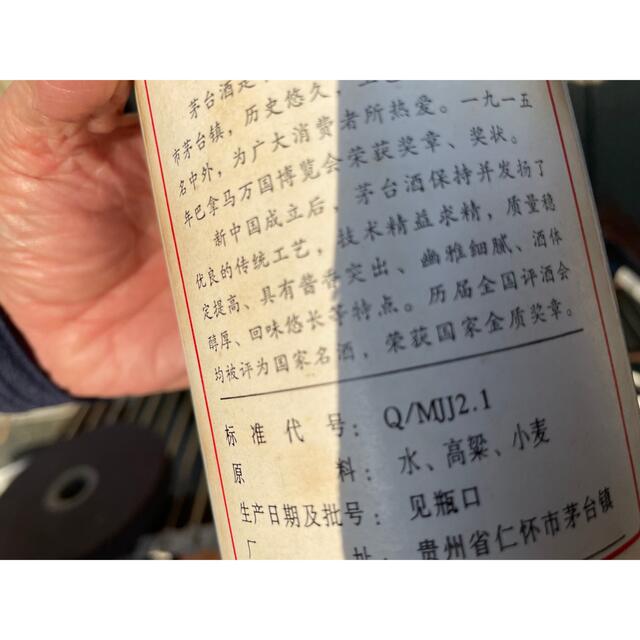 茅台酒是
市茅台镇，历史悠久，工艺
名中外，为广大消费者所热爱。一九一五
年巴拿马万国博览会荣获奖章、奖状。
新中国成立后，茅台酒保持并发扬了
优良的传统工艺，技术精益求精，质量稳
定提高、具有酱香突出、幽雅细腻、酒体
醇厚、回味悠长等特点。历届全国评酒会
均被评为国家名酒，荣获国家金质奖章。
标准代号：Q/MJJ2.1
原料：水、高粱、小麦
生产日期及批号：见瓶口
厂址：贵州省仁怀市茅台镇